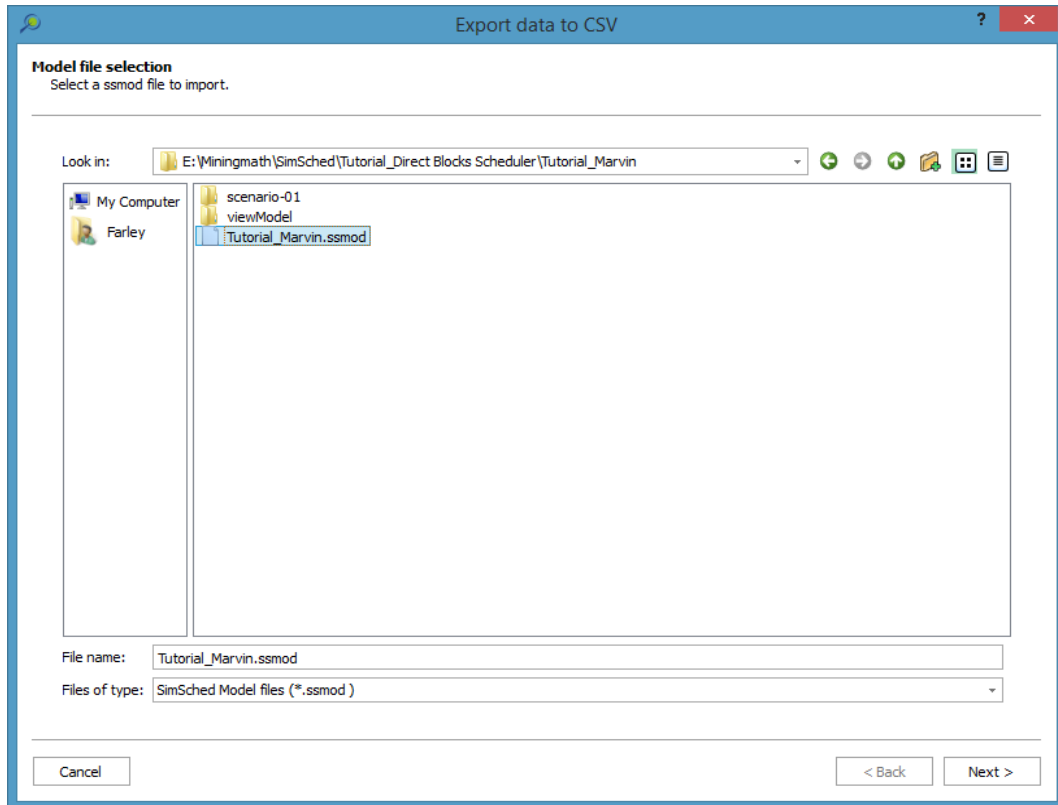 Export data to CSV
?
×
Model file selection
Select a ssmod file to import.
Look in:
E:\Miningmath\SimSched\Tutorial_Direct Blocks Scheduler\Tutorial_Marvin
My Computer
Farley
scenario-01
viewModel
Tutorial_Marvin.ssmod
File name:
Tutorial_Marvin.ssmod
Files of type:
SimSched Model files (*.ssmod )
Cancel
< Back
Next >